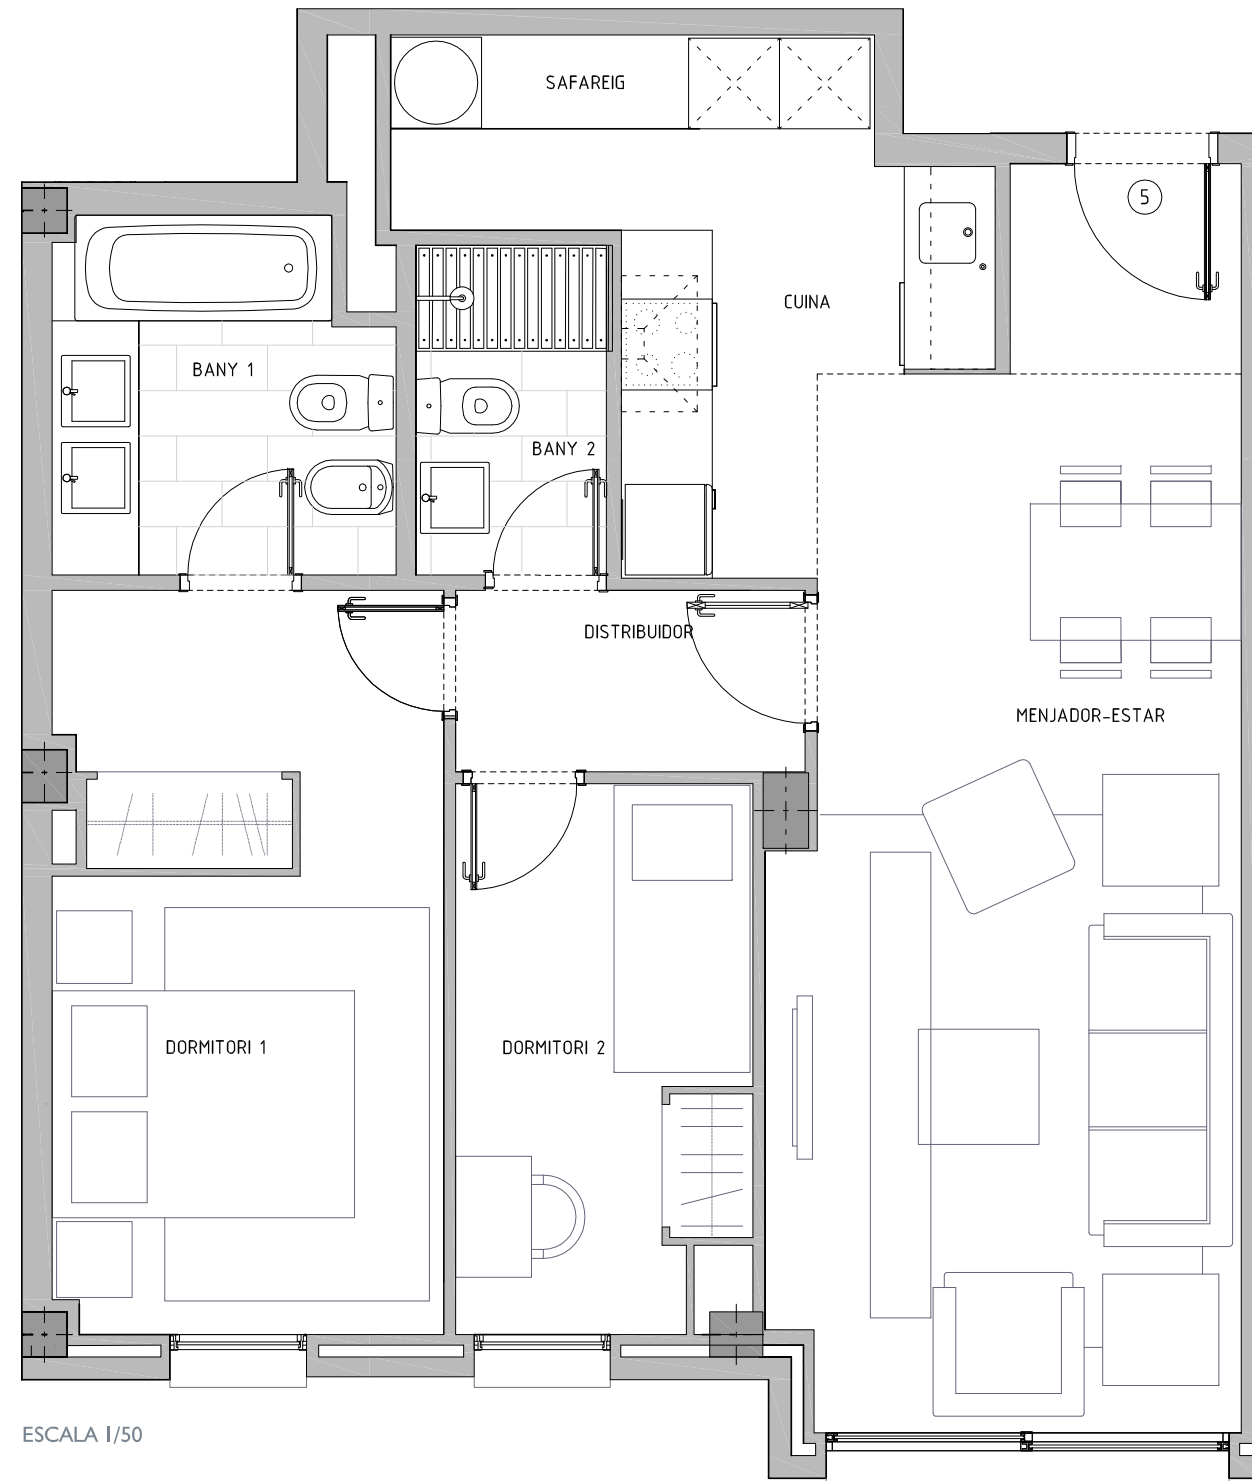 SAFAREIG
5
CUINA
BANY 1
BANY 2
DISTRIBUIDOR
MENJADOR-ESTAR
DORMITORI 1
DORMITORI 2
ESCALA 1/50